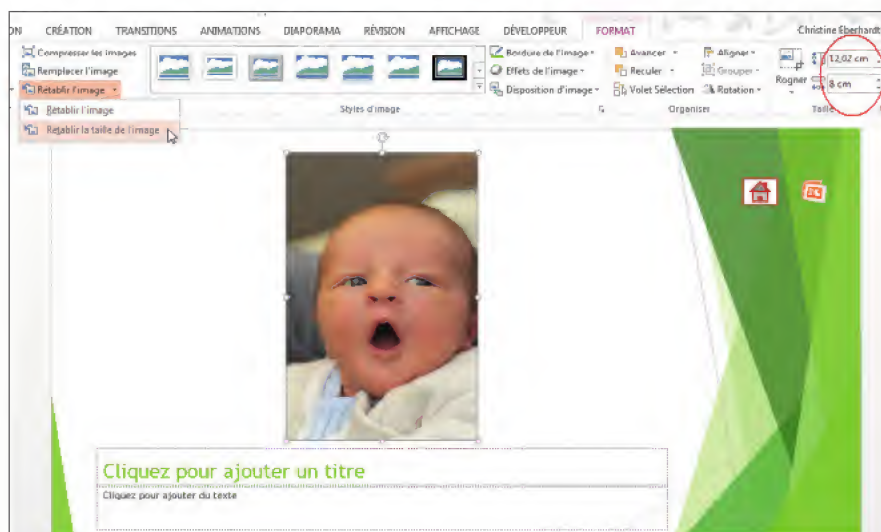 CRÉATION TRANSITIONS ANIMATIONS DIAPORAMA RÉVISION AFFICHAGE DÉVELOPPEUR FORMAT Christine Eberhardt
Compresser les images Bordure de l'image Avancer Aligner 12,02 cm
Remplacer l'image Effets de l'image Reculer Grouper
Rétablir l'image Disposition d'image Volet Sélection Rotation Rogner 8 cm
Rétablir l'image Styles d'image Organiser Taille
Rétablir la taille de l'image
Cliquez pour ajouter un titre
Cliquez pour ajouter du texte